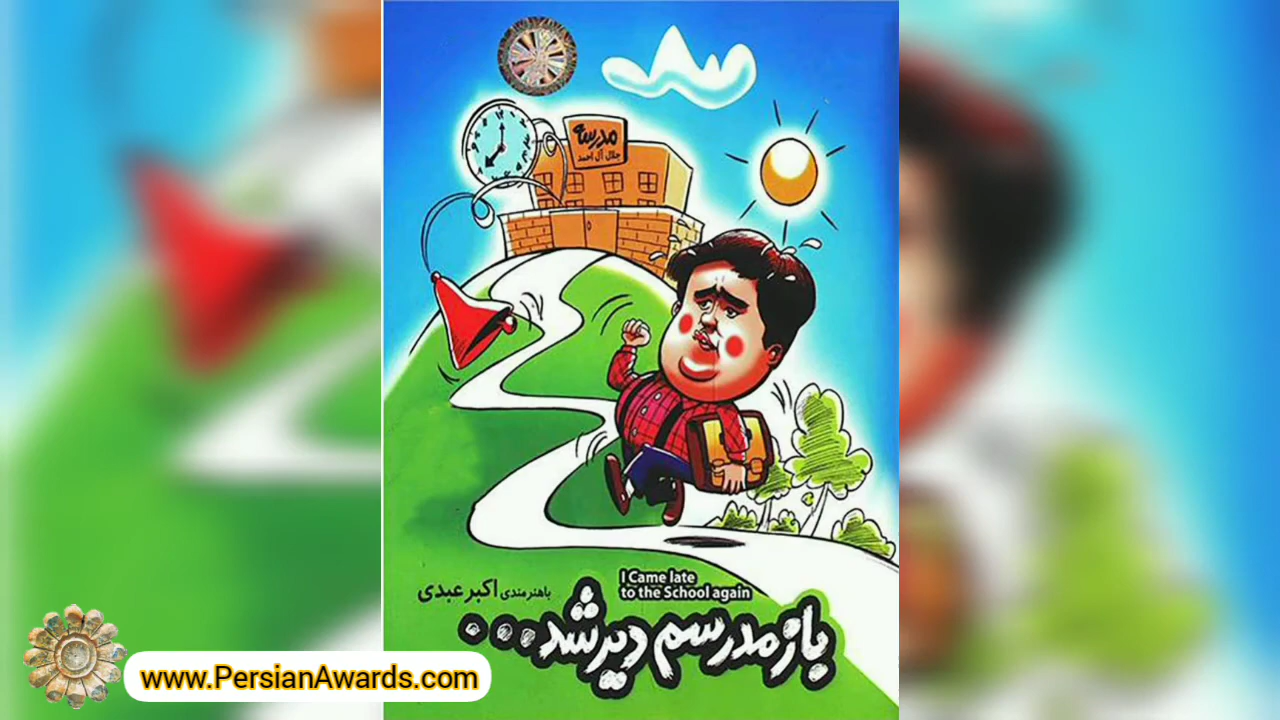 مدرسه
جلال آل احمد
I Came late
to the School again
باهنرمندی اکبر عبدی
باز مدرسم دیر شد...
www.PersianAwards.com